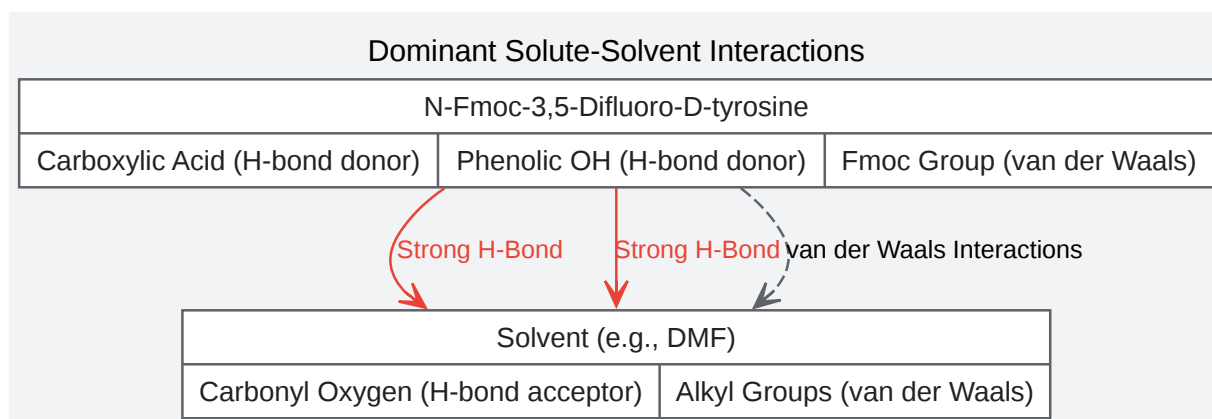 Dominant Solute-Solvent Interactions
N-Fmoc-3,5-Difluoro-D-tyrosine
Carboxylic Acid (H-bond donor) Phenolic OH (H-bond donor) Fmoc Group (van der Waals)
Strong H-Bond Strong H-Bond van der Waals Interactions
Solvent (e.g., DMF)
Carbonyl Oxygen (H-bond acceptor) Alkyl Groups (van der Waals)